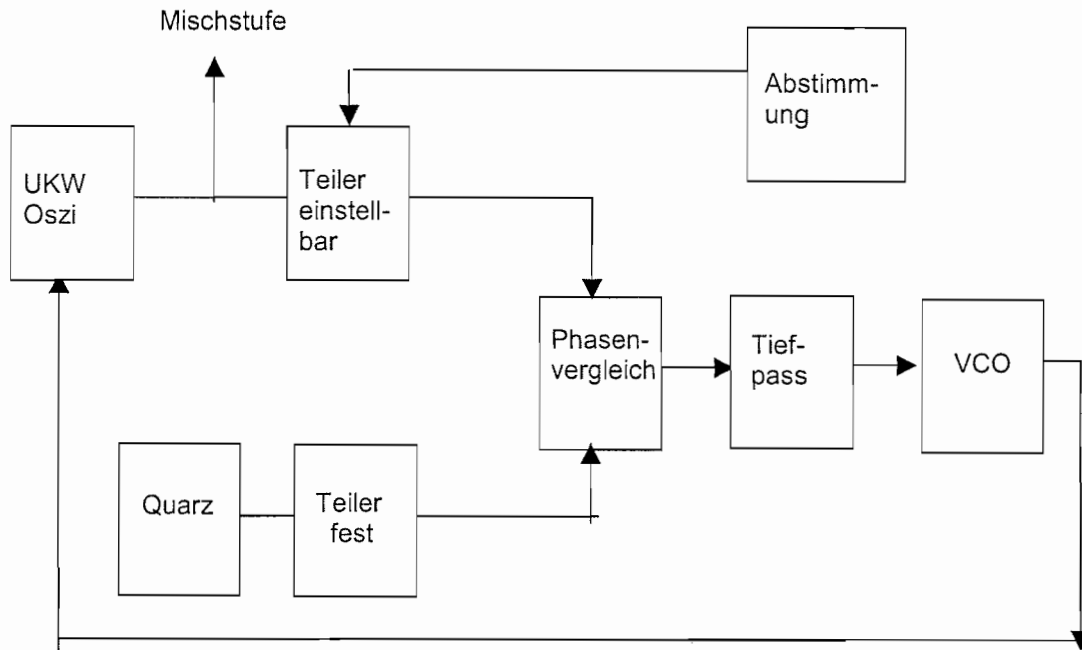 Mischstufe
Abstimm-
ung
UKW
Oszi
Teiler
einstell-
bar
Phasen-
vergleich
Tief-
pass
VCO
Quarz
Teiler
fest